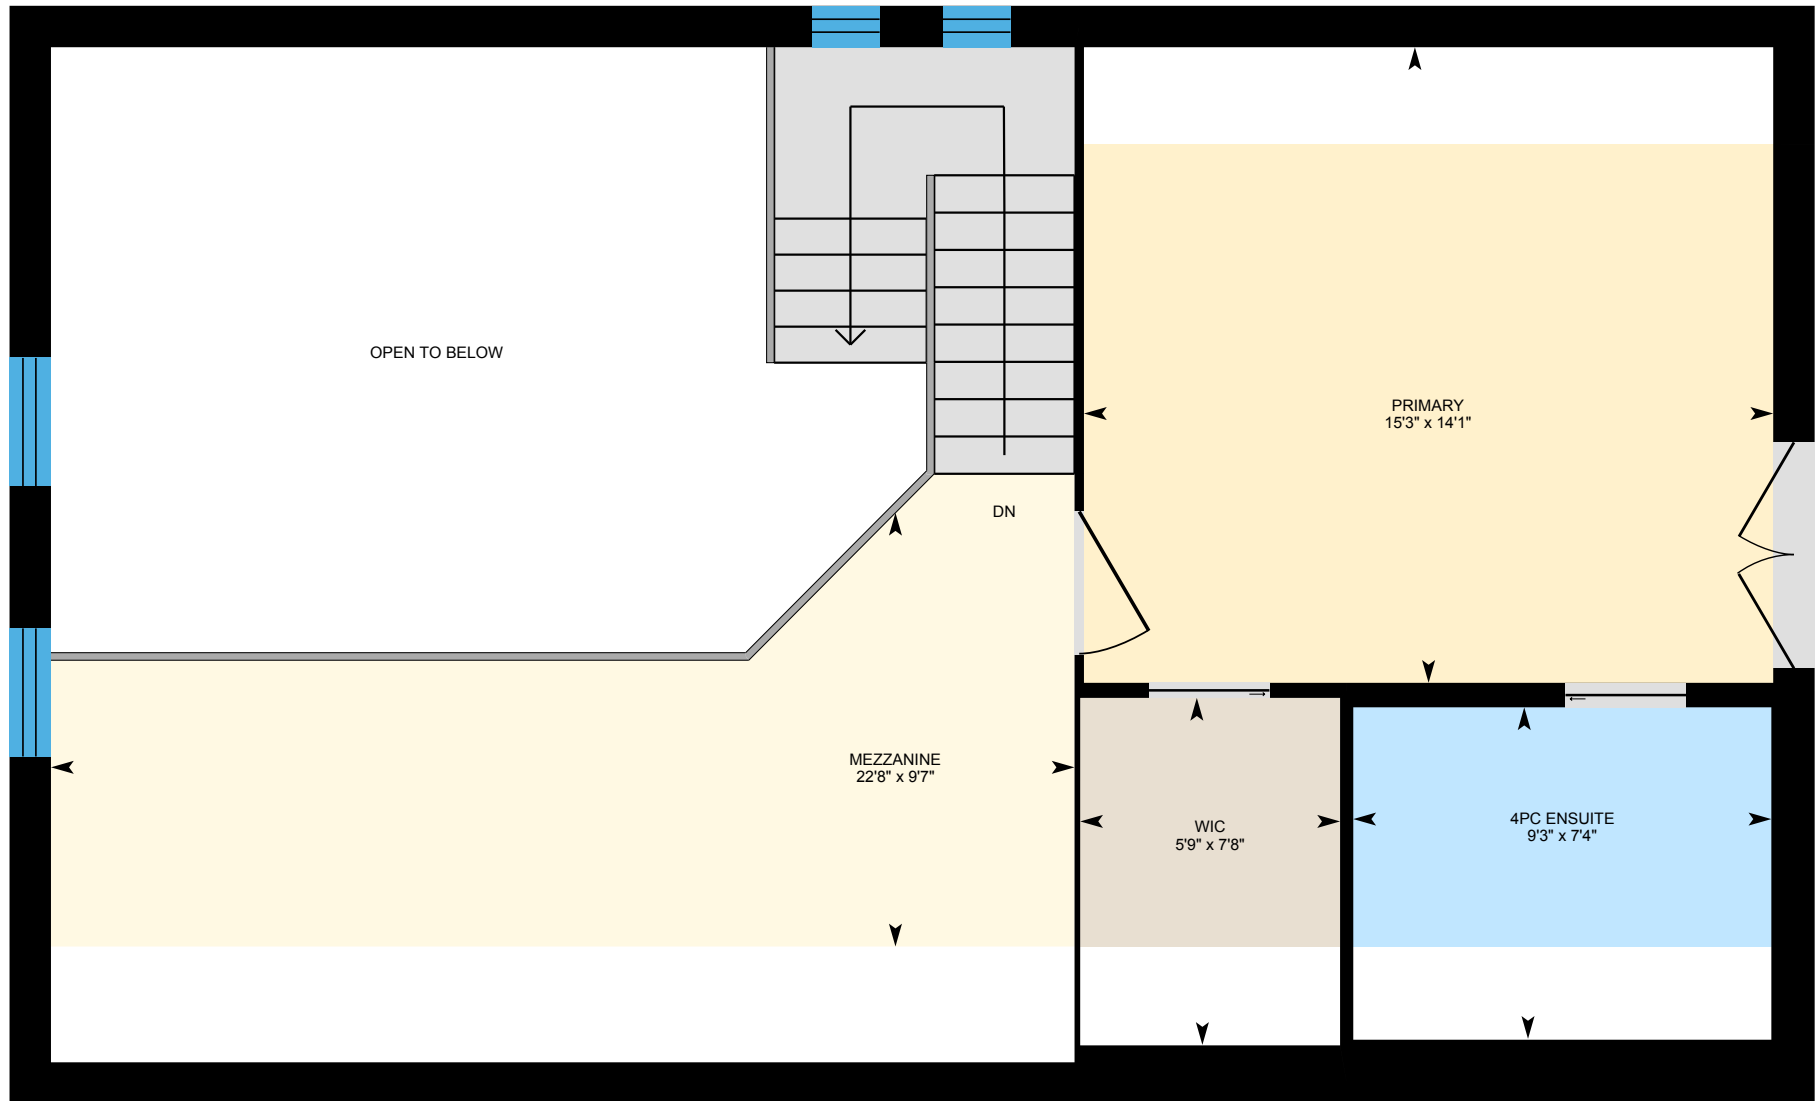 OPEN TO BELOW
PRIMARY
15'3" x 14'1"
DN
MEZZANINE
22'8" x 9'7"
WIC
5'9" x 7'8"
4PC ENSUITE
9'3" x 7'4"